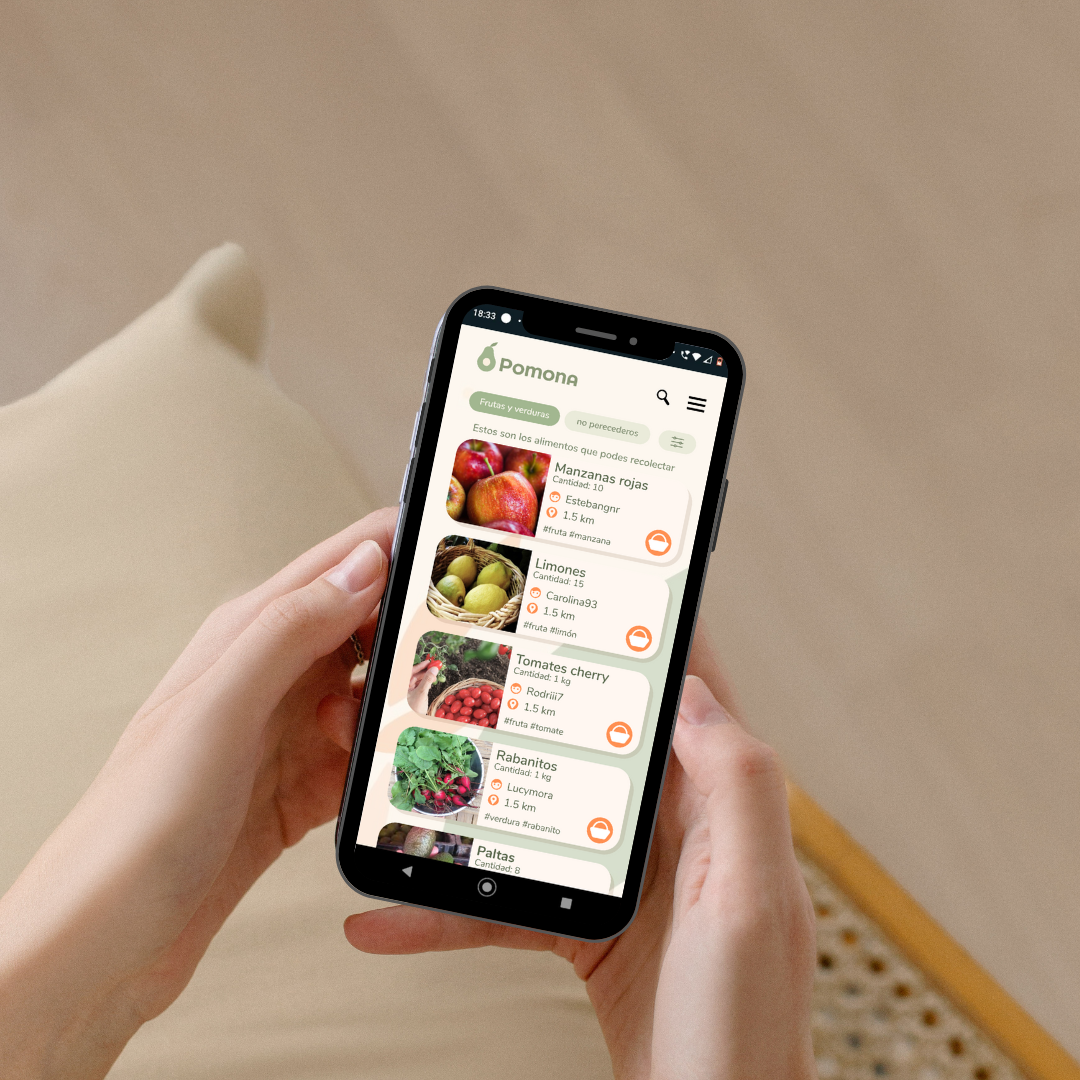 18:33
Pomona
Frutas y verduras
no perecederos
Estos son los alimentos que podes recolectar
Manzanas rojas
Cantidad: 10
Estebangnr
1.5 km
#fruta #manzana
Limones
Cantidad: 15
Carolina93
1.5 km
#fruta #limón
Tomates cherry
Cantidad: 1 kg
Rodriii7
1.5 km
#fruta #tomate
Rabanitos
Cantidad: 1 kg
Lucymora
1.5 km
#verdura #rabanito
Paltas
Cantidad: 8